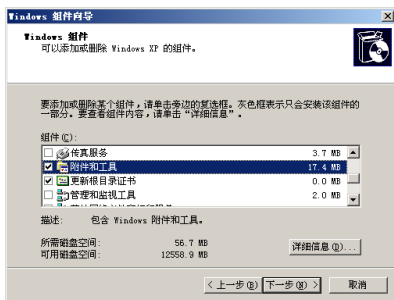 Windows 组件向导
Windows 组件
可以添加或删除 Windows XP 的组件。
要添加或删除某个组件，请单击旁边的复选框。灰色框表示只会安装该组件的
一部分。要查看组件内容，请单击“详细信息”。
组件(C):
传真服务 3.7 MB
附件和工具 17.4 MB
更新根目录证书 0.0 MB
管理和监视工具 2.0 MB
描述: 包含 Windows 附件和工具。
所需磁盘空间: 56.7 MB
可用磁盘空间: 12558.9 MB
详细信息(D)...
< 上一步(B) 下一步(N) > 取消